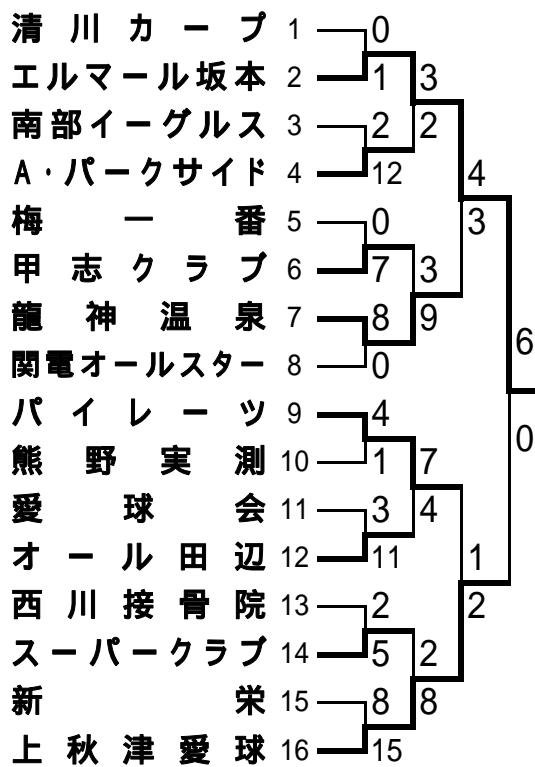 清川カープ 1 0
エルマール坂本 2 1 3
南部イーグルス 3 2 2
A・パークサイド 4 12 4
梅一番 5 0 3
甲志クラブ 6 7 3
龍神温泉 7 8 9
関電オールスター 8 0 6
パイレーツ 9 4 0
熊野実測 10 1 7
愛球会 11 3 4
オール田辺 12 11 1
西川接骨院 13 2 2
スーパークラブ 14 5 2
新栄 15 8 8
上秋津愛球 16 15